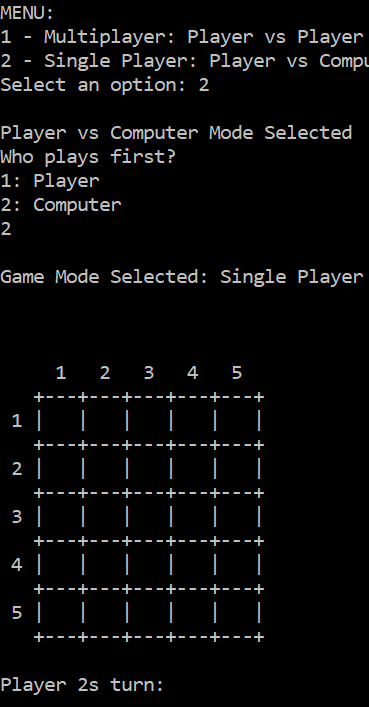 MENU:
1 - Multiplayer: Player vs Player
2 - Single Player: Player vs Compu
Select an option: 2
Player vs Computer Mode Selected
Who plays first?
1: Player
2: Computer
2
Game Mode Selected: Single Player
1 2 3 4 5
+---+---+---+---+---+
1 | | | | | |
+---+---+---+---+---+
2 | | | | | |
+---+---+---+---+---+
3 | | | | | |
+---+---+---+---+---+
4 | | | | | |
+---+---+---+---+---+
5 | | | | | |
+---+---+---+---+---+
Player 2s turn: